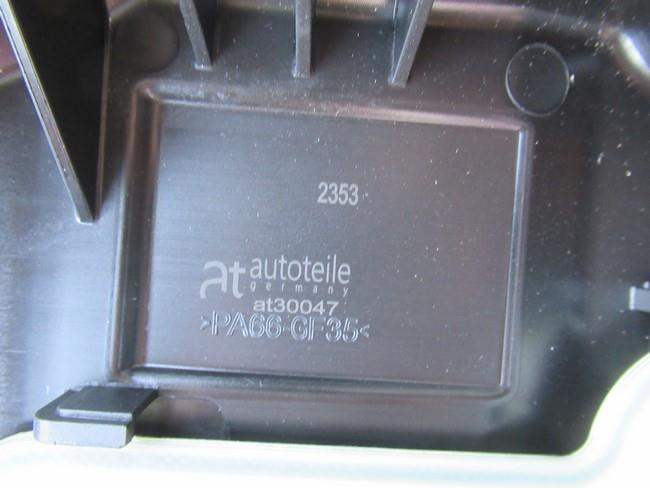 2353
at autoteile
germany
at30047
>PA66-GF35<